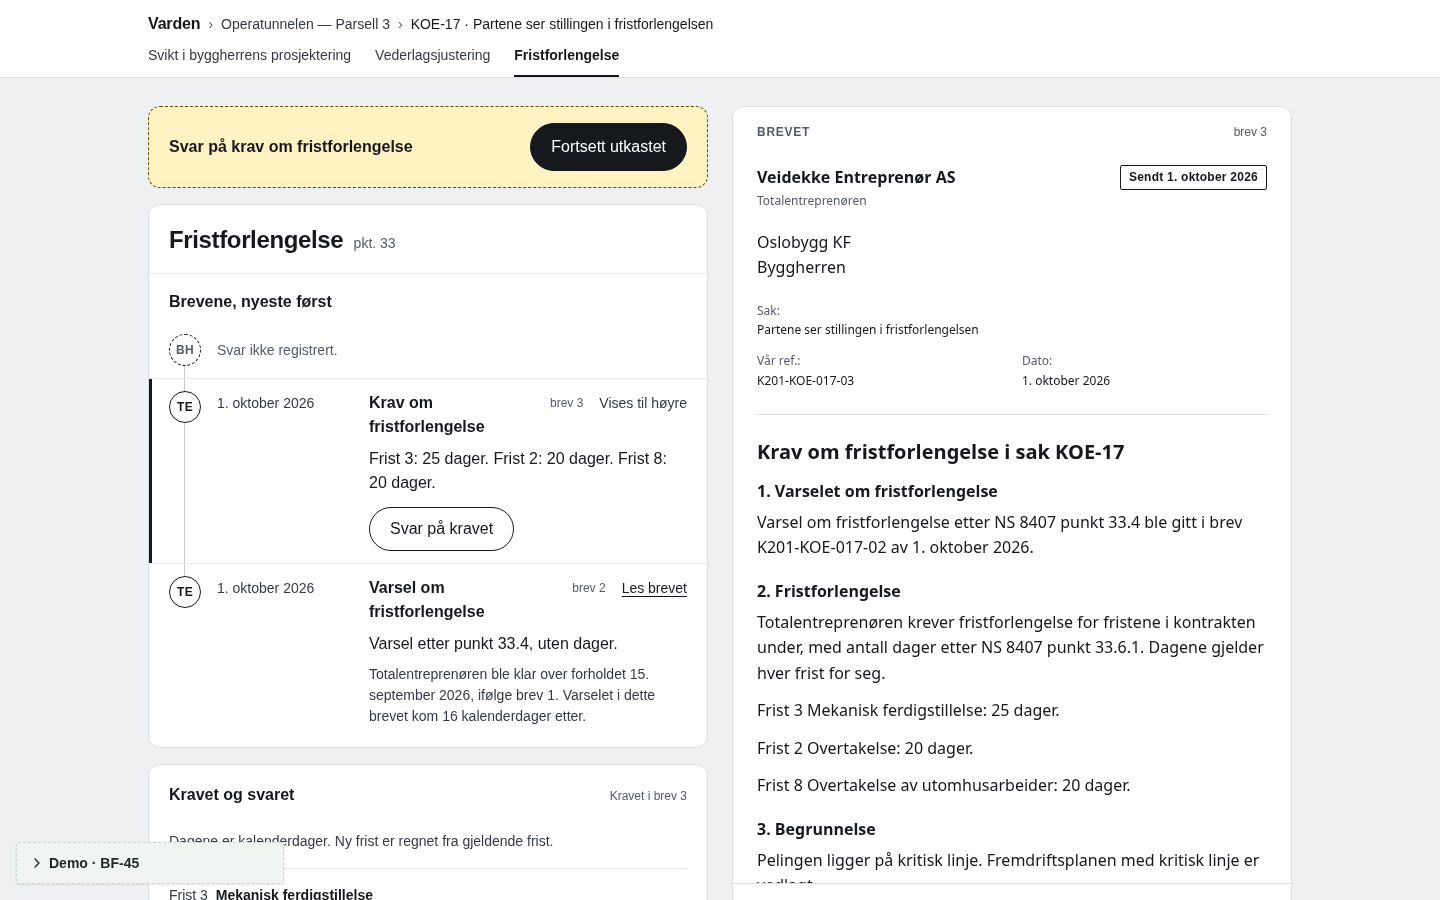 Varden › Operatunnelen — Parsell 3 › KOE-17 · Partene ser stillingen i fristforlengelsen
Svikt i byggherrens prosjektering Vederlagsjustering Fristforlengelse
Svar på krav om fristforlengelse Fortsett utkastet
Fristforlengelse pkt. 33
Brevene, nyeste først
BH Svar ikke registrert.
TE 1. oktober 2026 Krav om brev 3 Vises til høyre
fristforlengelse
Frist 3: 25 dager. Frist 2: 20 dager. Frist 8:
20 dager.
Svar på kravet
TE 1. oktober 2026 Varsel om brev 2 Les brevet
fristforlengelse
Varsel etter punkt 33.4, uten dager.
Totalentreprenøren ble klar over forholdet 15.
september 2026, ifølge brev 1. Varselet i dette
brevet kom 16 kalenderdager etter.
Kravet og svaret Kravet i brev 3
Dagene er kalenderdager. Ny frist er regnet fra gjeldende frist.
Demo · BF-45
Frist 3 Mekanisk ferdigstillelse
BREVET brev 3
Veidekke Entreprenør AS Sendt 1. oktober 2026
Totalentreprenøren
Oslobygg KF
Byggherren
Sak:
Partene ser stillingen i fristforlengelsen
Vår ref.: Dato:
K201-KOE-017-03 1. oktober 2026
Krav om fristforlengelse i sak KOE-17
1. Varselet om fristforlengelse
Varsel om fristforlengelse etter NS 8407 punkt 33.4 ble gitt i brev
K201-KOE-017-02 av 1. oktober 2026.
2. Fristforlengelse
Totalentreprenøren krever fristforlengelse for fristene i kontrakten
under, med antall dager etter NS 8407 punkt 33.6.1. Dagene gjelder
hver frist for seg.
Frist 3 Mekanisk ferdigstillelse: 25 dager.
Frist 2 Overtakelse: 20 dager.
Frist 8 Overtakelse av utomhusarbeider: 20 dager.
3. Begrunnelse
Pelingen ligger på kritisk linje. Fremdriftsplanen med kritisk linje er